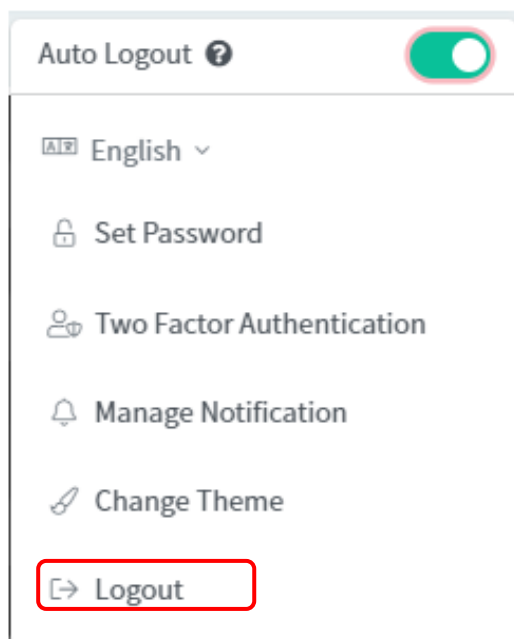 Auto Logout ?
English
Set Password
Two Factor Authentication
Manage Notification
Change Theme
Logout